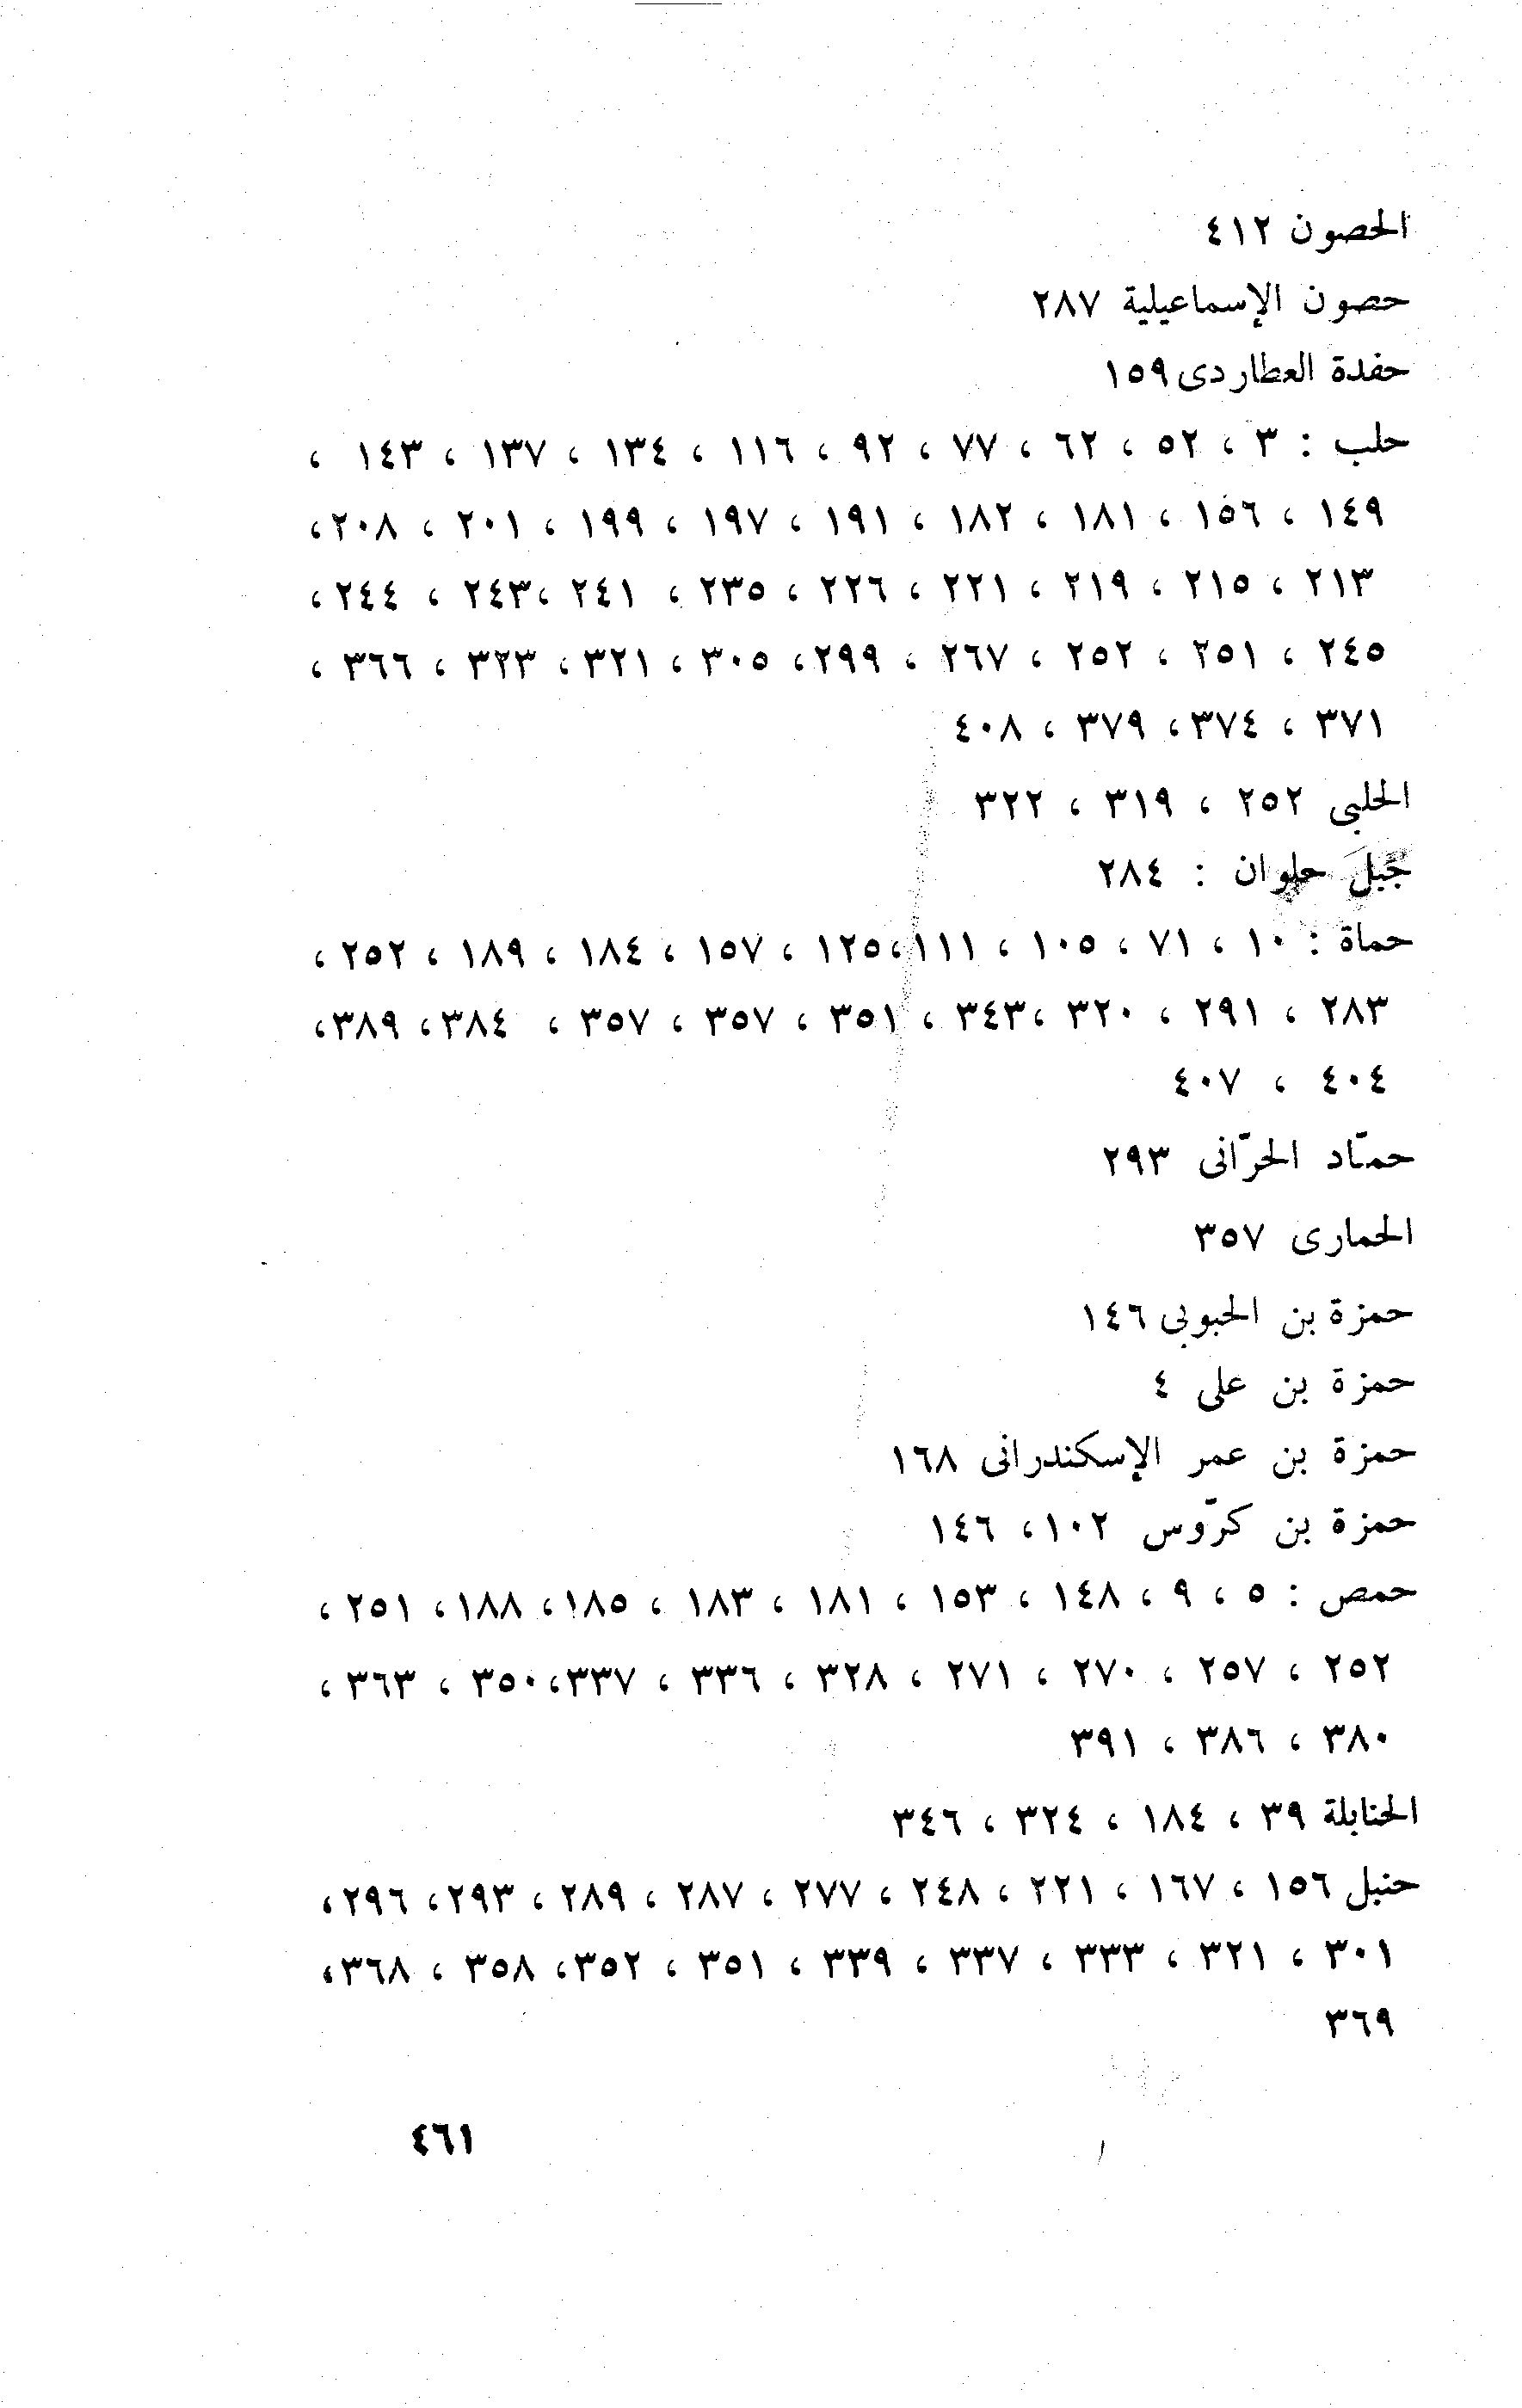 الحصون ٤١٢
حصون الإسماعيلية ٢٨٧
حفدة العطاردى ١٥٩
حلب : ٣ ، ٥٢ ، ٦٢ ، ٧٧ ، ٩٢ ، ١١٦ ، ١٣٤ ، ١٣٧ ، ١٤٣ ،
١٤٩ ، ١٥٦ ، ١٨١ ، ١٨٢ ، ١٩١ ، ١٩٧ ، ١٩٩ ، ٢٠١ ، ٢٠٨،
٢١٣ ، ٢١٥ ، ٢١٩ ، ٢٢١ ، ٢٢٦ ، ٢٣٥ ، ٢٤١ ،٢٤٣ ، ٢٤٤ ،
٢٤٥ ، ٢٥١ ، ٢٥٢ ، ٢٦٧ ، ٢٩٩، ٣٠٥ ، ٣٢١، ٣٢٣ ، ٣٦٦ ،
٣٧١ ، ٣٧٤، ٣٧٩ ، ٤٠٨
الحلبى ٢٥٢ ، ٣١٩ ، ٣٢٢
جبل حلوان : ٢٨٤
حماة : ١٠ ، ٧١ ، ١٠٥ ، ١١١،١٢٥ ، ١٥٧ ، ١٨٤ ، ١٨٩ ، ٢٥٢ ،
٢٨٣ ، ٢٩١ ، ٣٢٠ ،٣٤٣ ، ٣٥١ ، ٣٥٧ ، ٣٥٧ ، ٣٨٤، ٣٨٩،
٤٠٤ ، ٤٠٧
حمّاد الحرّانى ٢٩٣
الحمارى ٣٥٧
حمزة بن الحبوبى ١٤٦
حمزة بن على ٤
حمزة بن عمر الإسكندرانى ١٦٨
حمزة بن كرّوس ١٠٢، ١٤٦
حمص : ٥ ، ٩ ، ١٤٨ ، ١٥٣ ، ١٨١ ، ١٨٣ ، ١٨٥، ١٨٨، ٢٥١ ،
٢٥٢ ، ٢٥٧ ، ٢٧٠ ، ٢٧١ ، ٣٢٨ ، ٣٣٦ ، ٣٣٧،٣٥٠ ، ٣٦٣ ،
٣٨٠ ، ٣٨٦ ، ٣٩١
الحنابلة ٣٩ ، ١٨٤ ، ٣٢٤ ، ٣٤٦
حنبل ١٥٦ ، ١٦٧ ، ٢٢١ ، ٢٤٨ ، ٢٧٧ ، ٢٨٧ ، ٢٨٩ ، ٢٩٣، ٢٩٦،
٣٠١ ، ٣٢١ ، ٣٣٣ ، ٣٣٧ ، ٣٣٩ ، ٣٥١ ، ٣٥٢، ٣٥٨ ، ٣٦٨،
٣٦٩
٤٦١